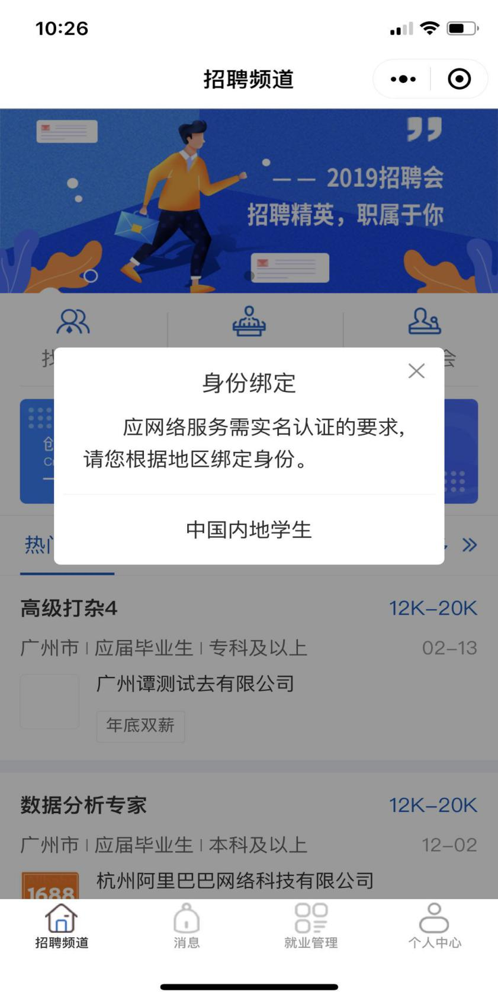 10:26
招聘频道
—— 2019招聘会
招聘精英，职属于你
身份绑定
应网络服务需实名认证的要求,
请您根据地区绑定身份。
中国内地学生
高级打杂4
12K–20K
广州市 | 应届毕业生 | 专科及以上
02–13
广州谭测试去有限公司
年底双薪
数据分析专家
12K–20K
广州市 | 应届毕业生 | 本科及以上
12–02
杭州阿里巴巴网络科技有限公司
1688
招聘频道
消息
就业管理
个人中心